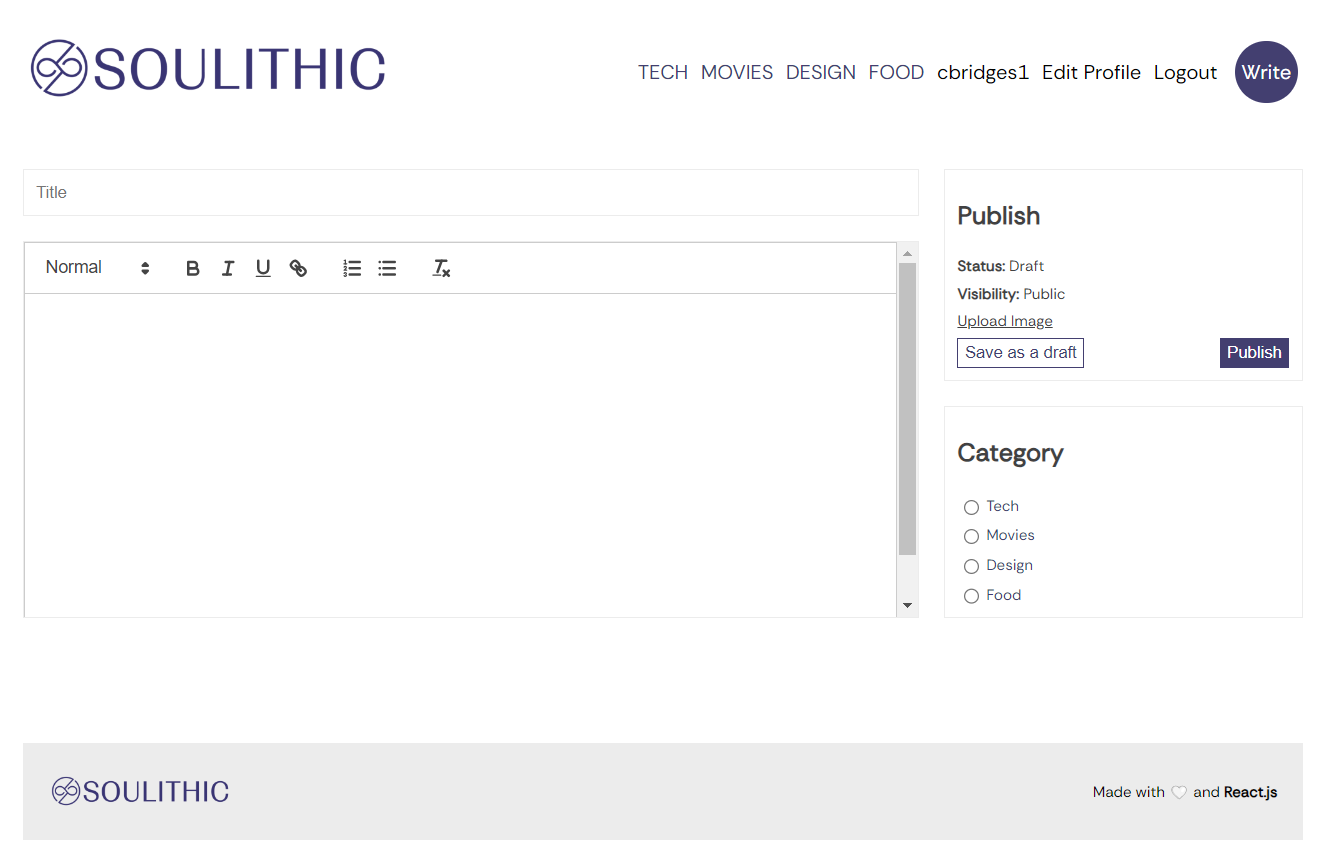 SOULITHIC
TECH MOVIES DESIGN FOOD cbridges1 Edit Profile Logout Write
Title
Normal
Publish
Status: Draft
Visibility: Public
Upload Image
Save as a draft Publish
Category
Tech
Movies
Design
Food
SOULITHIC
Made with 🤍 and React.js